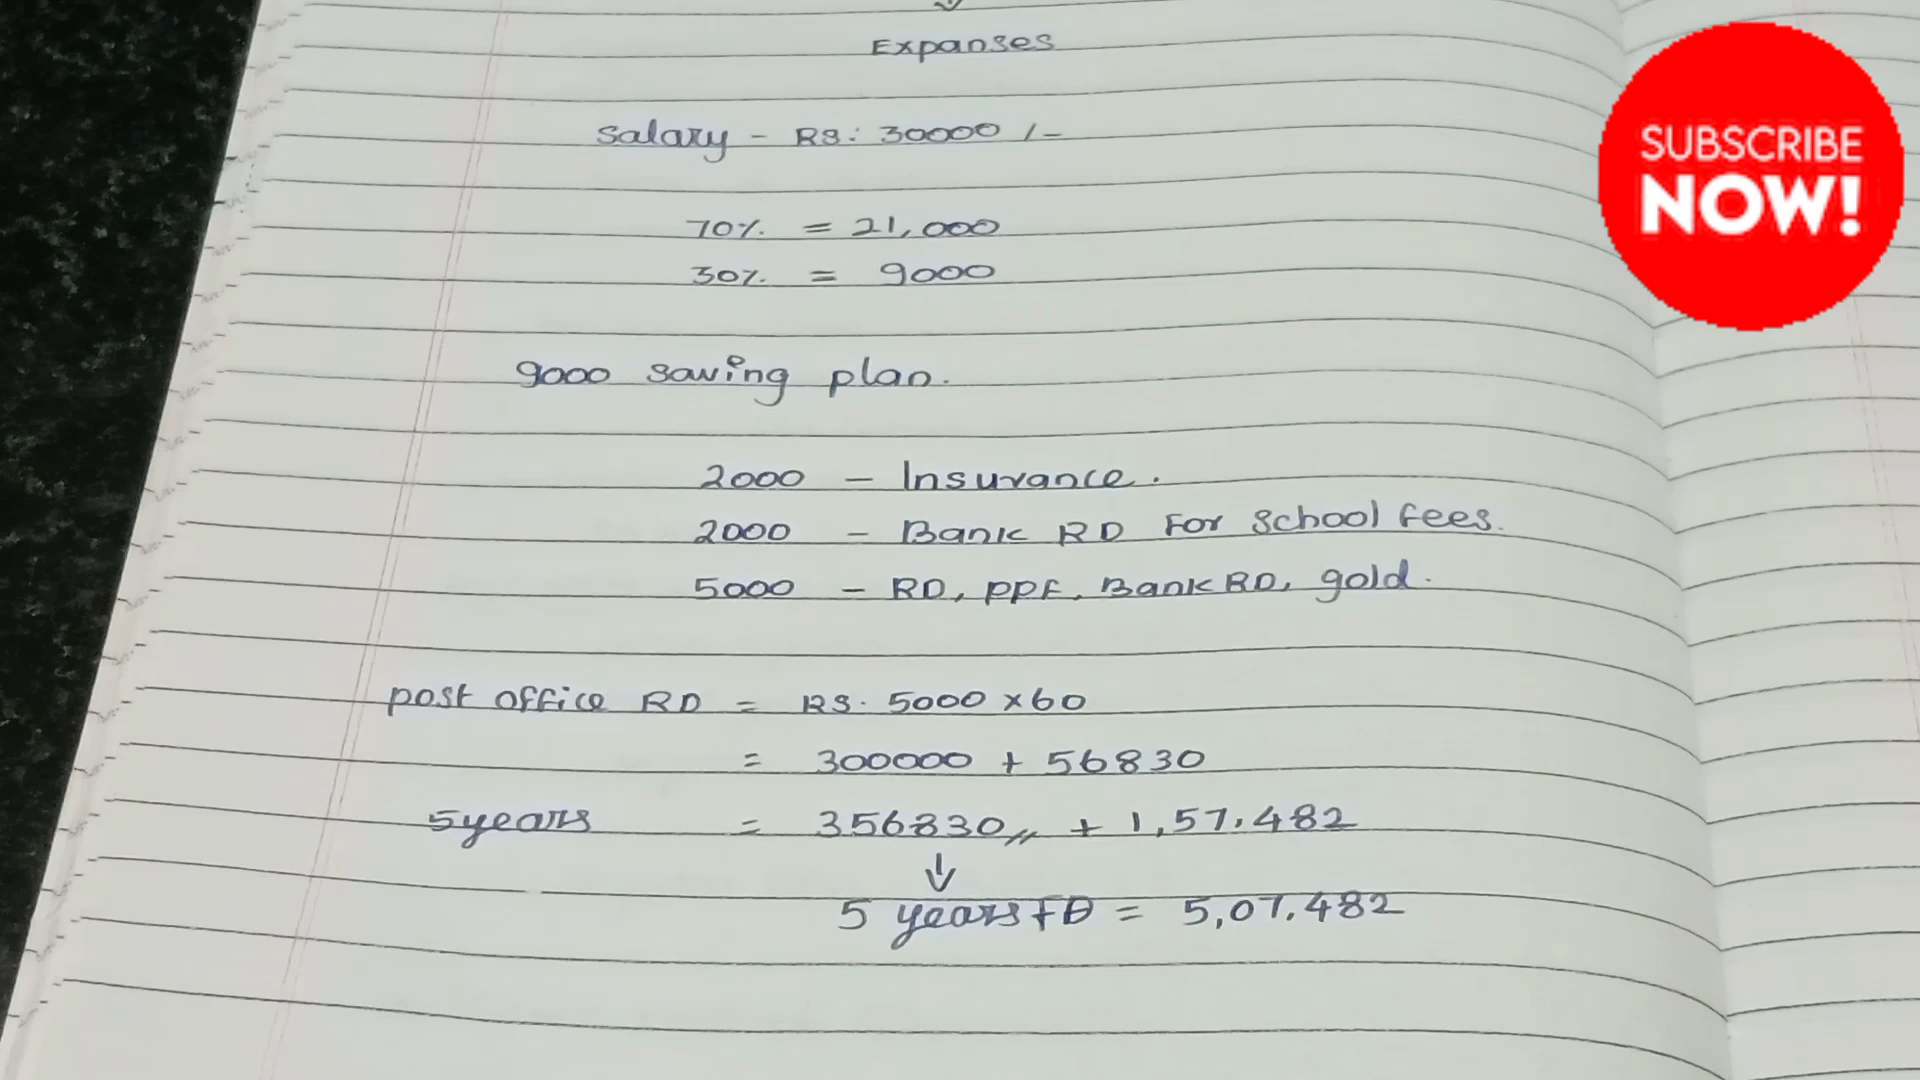 Expanses
Salary - RS: 30000 /-
70% = 21,000
30% = 9000
9000 saving plan.
2000 - Insurance.
2000 - Bank RD For School fees.
5000 - RD, PPF, Bank RD, gold.
post office RD = RS. 5000 x 60
= 300000 + 56830
5years = 356830,, + 1,57,482
↓
5 years FD = 5,07,482
SUBSCRIBE
NOW!